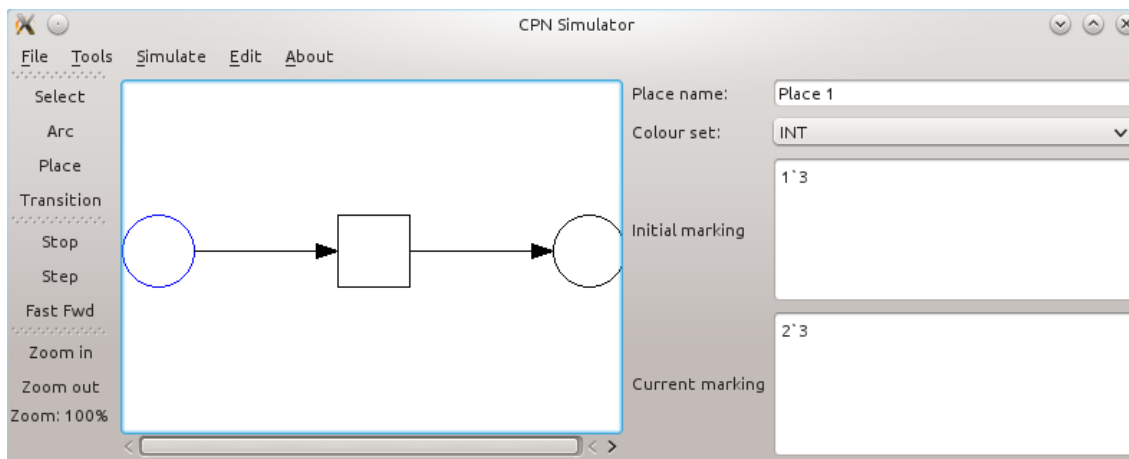 CPN Simulator
File Tools Simulate Edit About
Select
Arc
Place
Transition
Stop
Step
Fast Fwd
Zoom in
Zoom out
Zoom: 100%
Place name: Place 1
Colour set: INT
Initial marking
1`3
Current marking
2`3